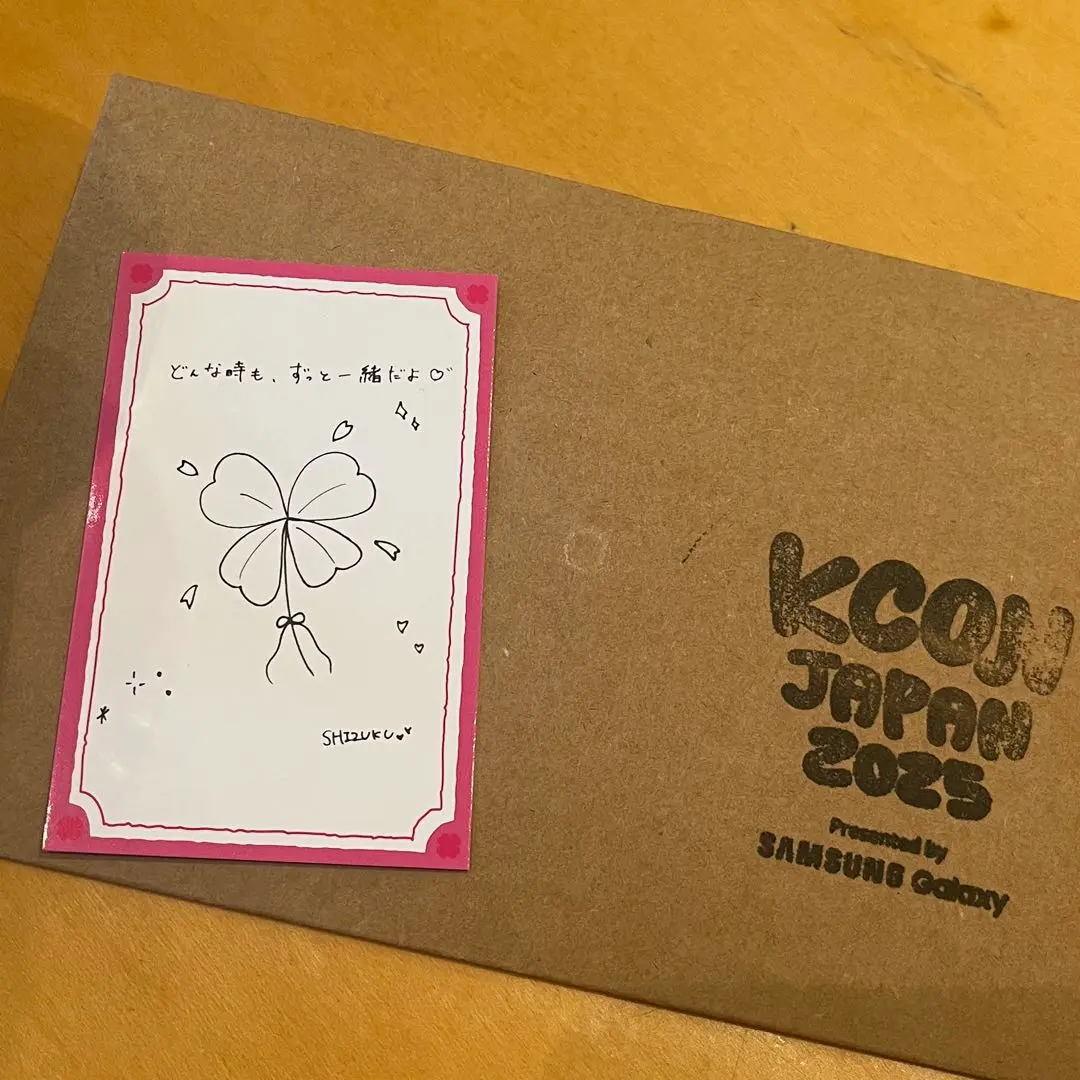 どんな時も、ずっと一緒だよ♡
SHIZUKU
KCON
JAPAN
2025
Presented by
SAMSUNG Galaxy